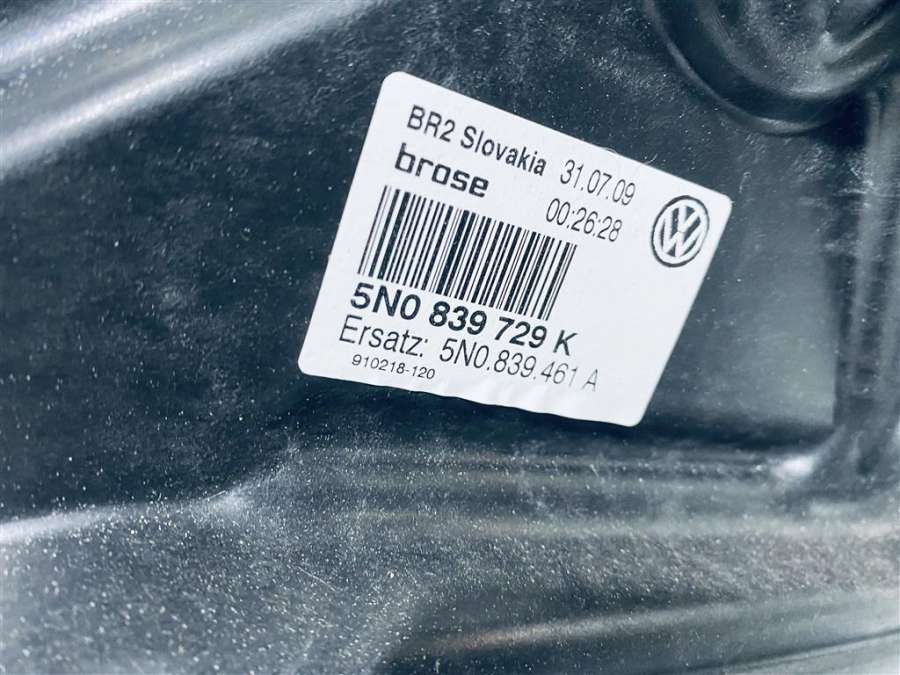 BR2 Slovakia 31.07.09
brose 00:26:28
5N0 839 729 K
Ersatz: 5N0.839.461 A
910218-120